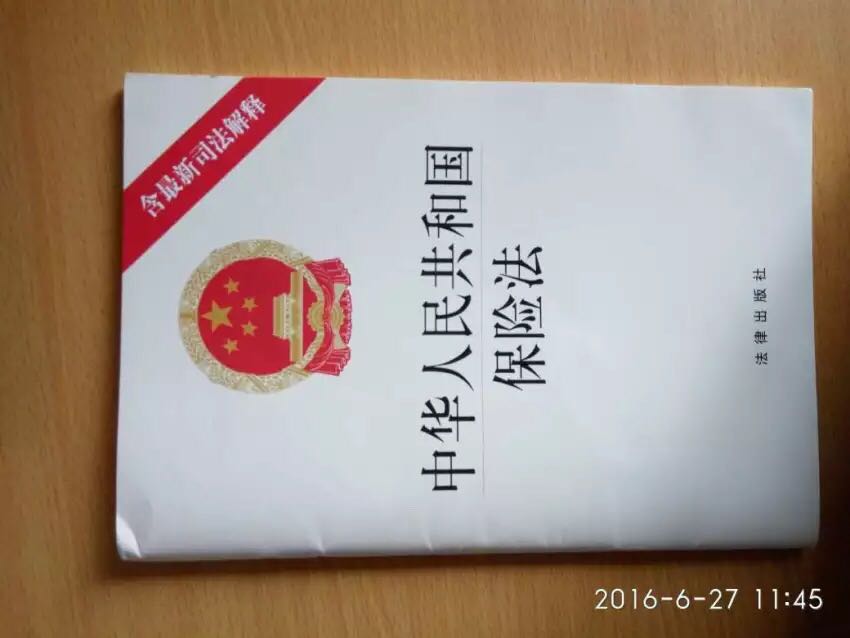 含最新司法解释
中华人民共和国
保险法
法律出版社
2016-6-27 11:45